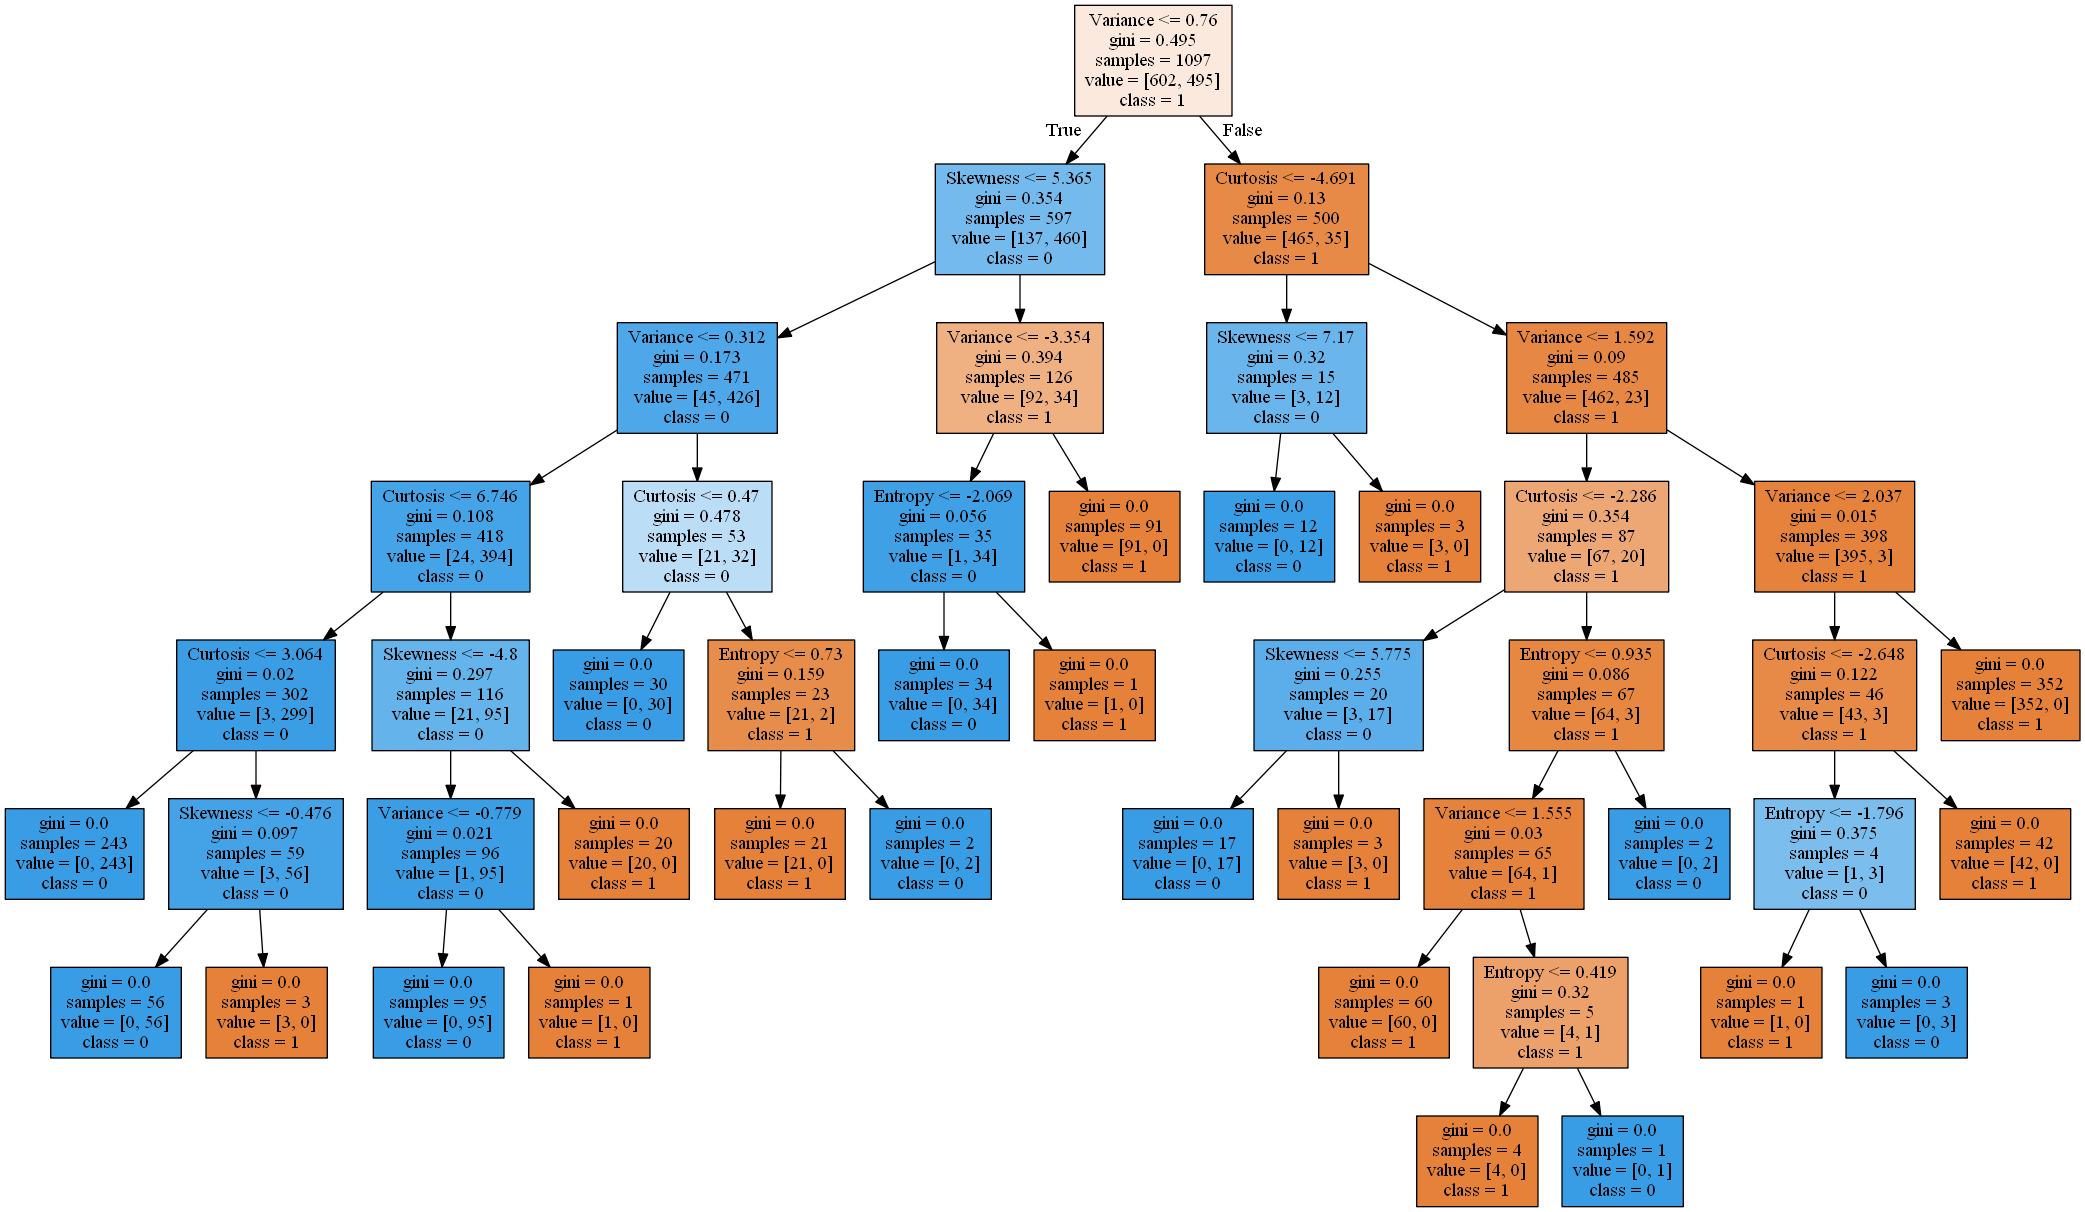 Variance <= 0.76
gini = 0.495
samples = 1097
value = [602, 495]
class = 1
True
False
Skewness <= 5.365
gini = 0.354
samples = 597
value = [137, 460]
class = 0
Curtosis <= -4.691
gini = 0.13
samples = 500
value = [465, 35]
class = 1
Variance <= 0.312
gini = 0.173
samples = 471
value = [45, 426]
class = 0
Variance <= -3.354
gini = 0.394
samples = 126
value = [92, 34]
class = 1
Skewness <= 7.17
gini = 0.32
samples = 15
value = [3, 12]
class = 0
Variance <= 1.592
gini = 0.09
samples = 485
value = [462, 23]
class = 1
Curtosis <= 6.746
gini = 0.108
samples = 418
value = [24, 394]
class = 0
Curtosis <= 0.47
gini = 0.478
samples = 53
value = [21, 32]
class = 0
Entropy <= -2.069
gini = 0.056
samples = 35
value = [1, 34]
class = 0
gini = 0.0
samples = 91
value = [91, 0]
class = 1
gini = 0.0
samples = 12
value = [0, 12]
class = 0
gini = 0.0
samples = 3
value = [3, 0]
class = 1
Curtosis <= -2.286
gini = 0.354
samples = 87
value = [67, 20]
class = 1
Variance <= 2.037
gini = 0.015
samples = 398
value = [395, 3]
class = 1
Curtosis <= 3.064
gini = 0.02
samples = 302
value = [3, 299]
class = 0
Skewness <= -4.8
gini = 0.297
samples = 116
value = [21, 95]
class = 0
gini = 0.0
samples = 30
value = [0, 30]
class = 0
Entropy <= 0.73
gini = 0.159
samples = 23
value = [21, 2]
class = 1
gini = 0.0
samples = 34
value = [0, 34]
class = 0
gini = 0.0
samples = 1
value = [1, 0]
class = 1
Skewness <= 5.775
gini = 0.255
samples = 20
value = [3, 17]
class = 0
Entropy <= 0.935
gini = 0.086
samples = 67
value = [64, 3]
class = 1
Curtosis <= -2.648
gini = 0.122
samples = 46
value = [43, 3]
class = 1
gini = 0.0
samples = 352
value = [352, 0]
class = 1
gini = 0.0
samples = 243
value = [0, 243]
class = 0
Skewness <= -0.476
gini = 0.097
samples = 59
value = [3, 56]
class = 0
Variance <= -0.779
gini = 0.021
samples = 96
value = [1, 95]
class = 0
gini = 0.0
samples = 20
value = [20, 0]
class = 1
gini = 0.0
samples = 21
value = [21, 0]
class = 1
gini = 0.0
samples = 2
value = [0, 2]
class = 0
gini = 0.0
samples = 17
value = [0, 17]
class = 0
gini = 0.0
samples = 3
value = [3, 0]
class = 1
Variance <= 1.555
gini = 0.03
samples = 65
value = [64, 1]
class = 1
gini = 0.0
samples = 2
value = [0, 2]
class = 0
Entropy <= -1.796
gini = 0.375
samples = 4
value = [1, 3]
class = 0
gini = 0.0
samples = 42
value = [42, 0]
class = 1
gini = 0.0
samples = 56
value = [0, 56]
class = 0
gini = 0.0
samples = 3
value = [3, 0]
class = 1
gini = 0.0
samples = 95
value = [0, 95]
class = 0
gini = 0.0
samples = 1
value = [1, 0]
class = 1
gini = 0.0
samples = 60
value = [60, 0]
class = 1
Entropy <= 0.419
gini = 0.32
samples = 5
value = [4, 1]
class = 1
gini = 0.0
samples = 1
value = [1, 0]
class = 1
gini = 0.0
samples = 3
value = [0, 3]
class = 0
gini = 0.0
samples = 4
value = [4, 0]
class = 1
gini = 0.0
samples = 1
value = [0, 1]
class = 0